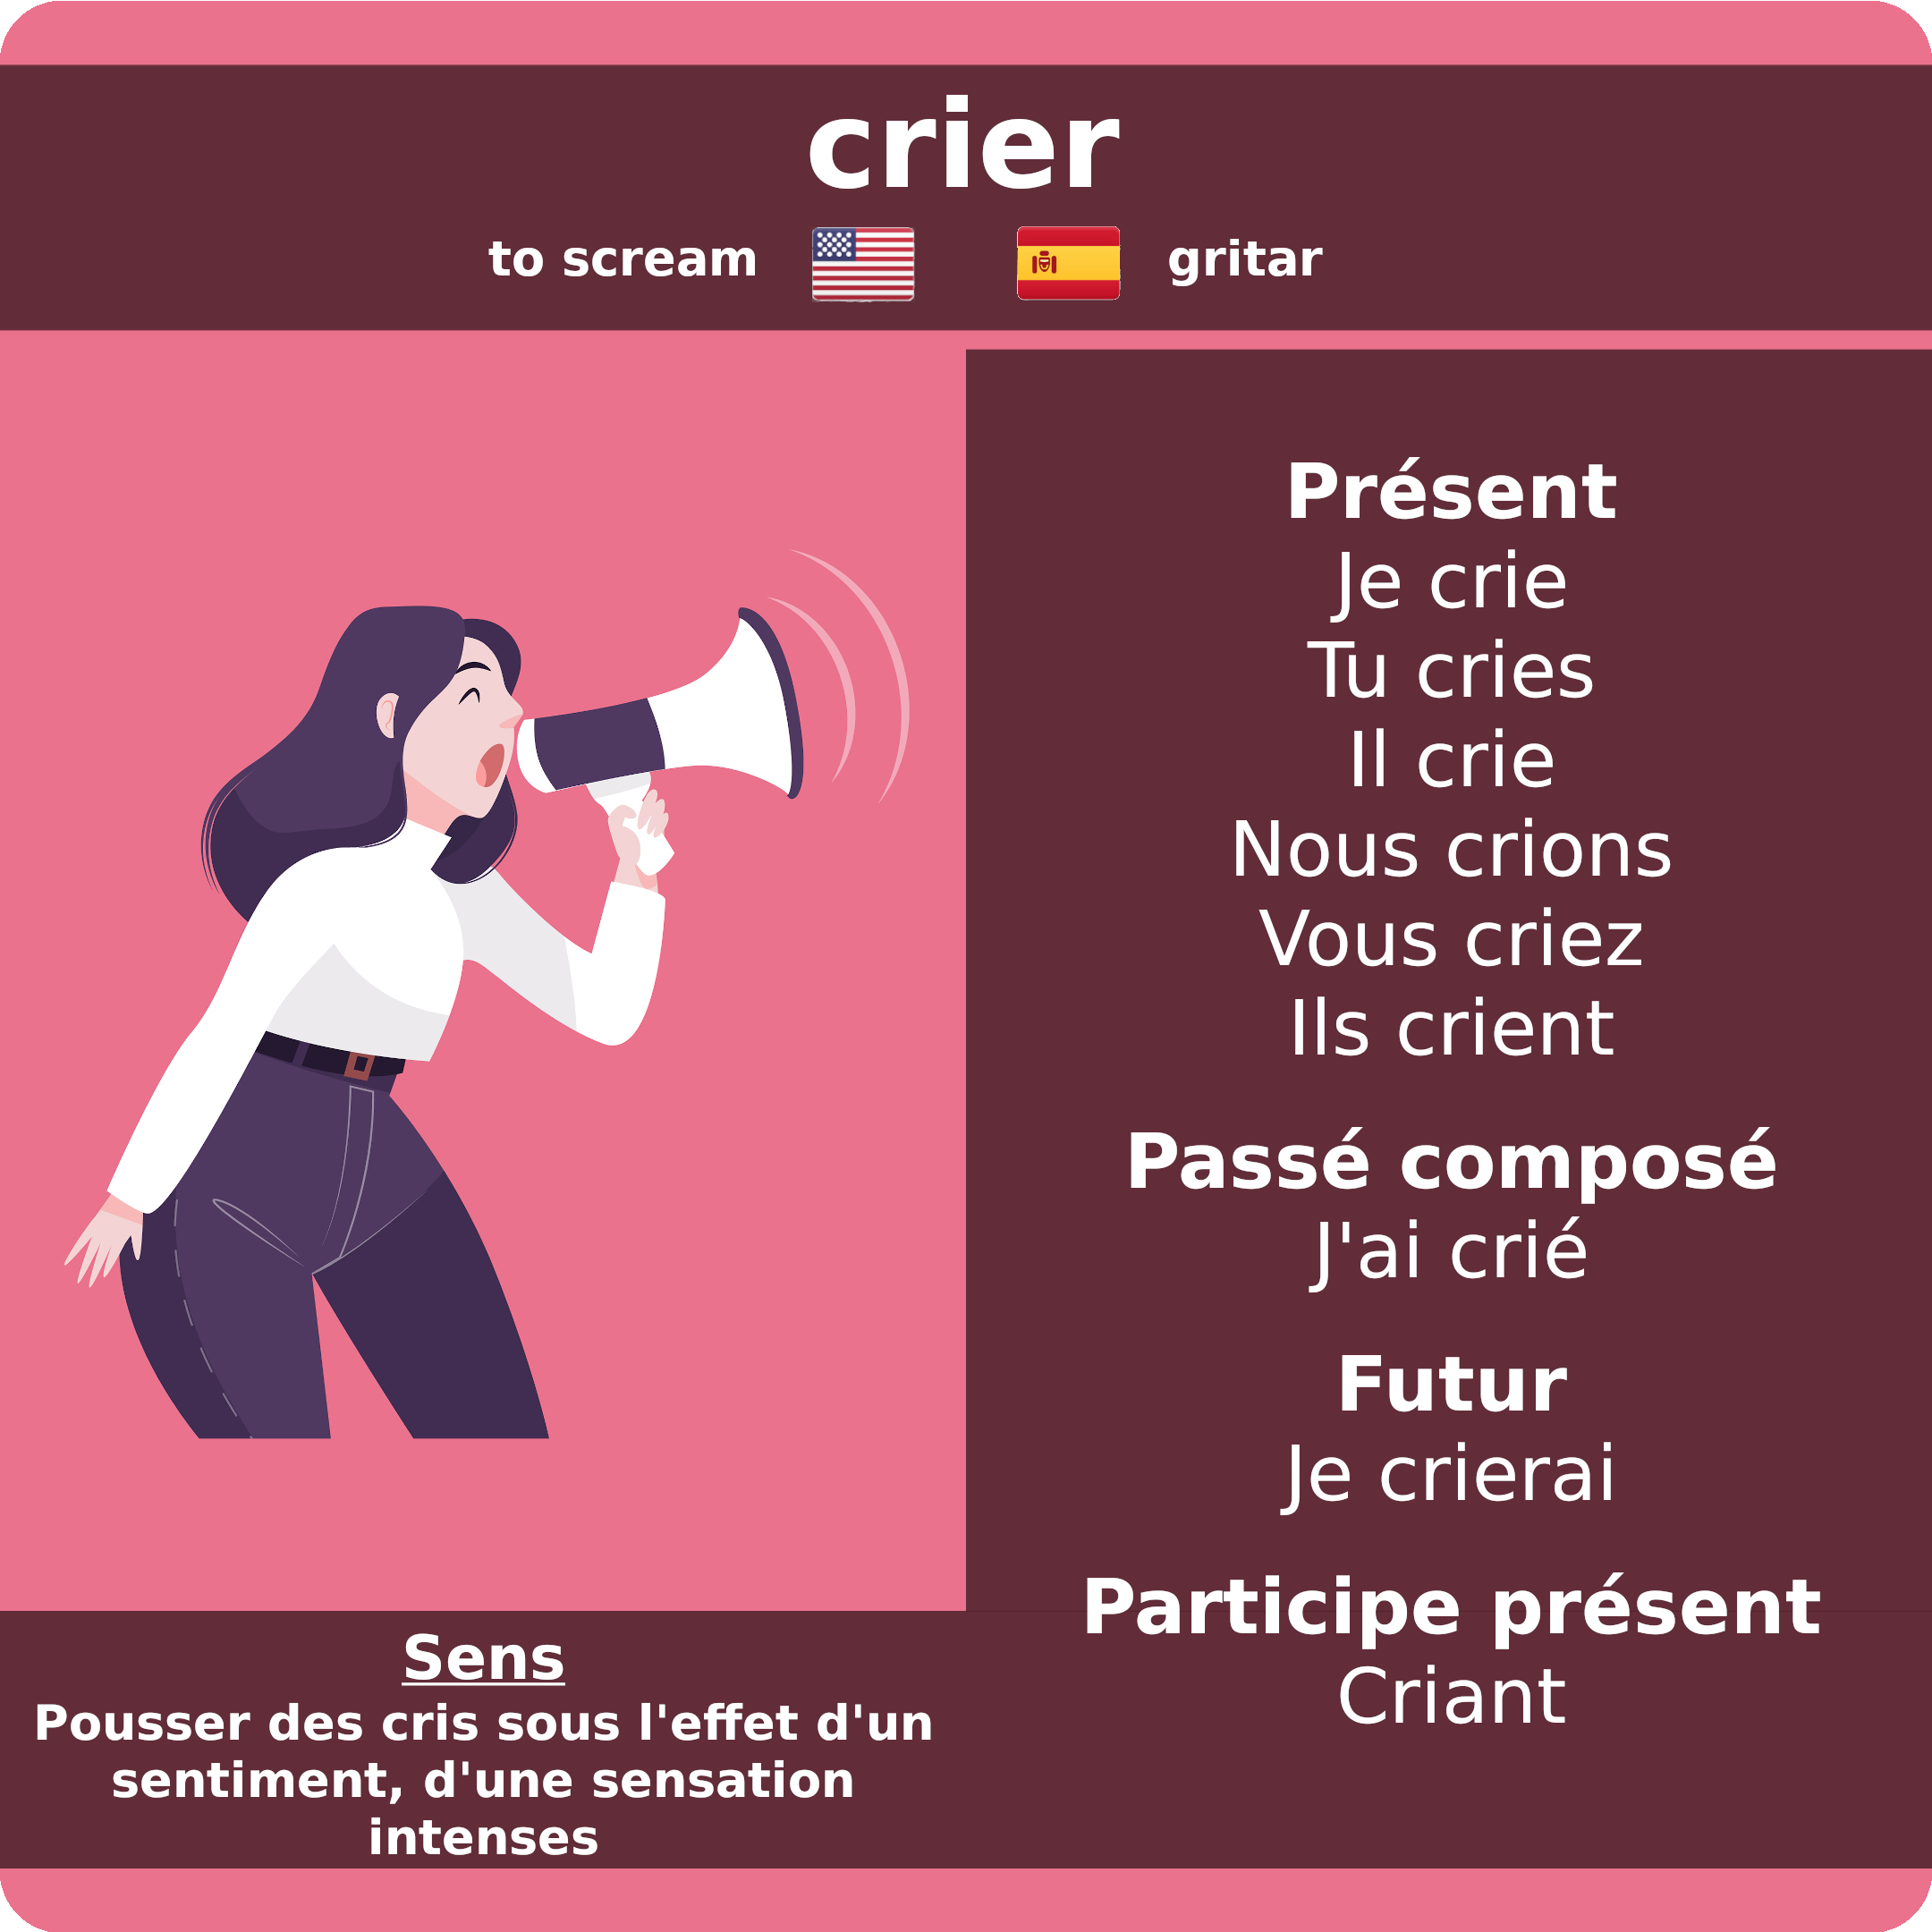 crier
to scream
gritar
Présent
Je crie
Tu cries
Il crie
Nous crions
Vous criez
Ils crient
Passé composé
J'ai crié
Futur
Je crierai
Participe présent
Criant
Sens
Pousser des cris sous l'effet d'un
sentiment, d'une sensation
intenses